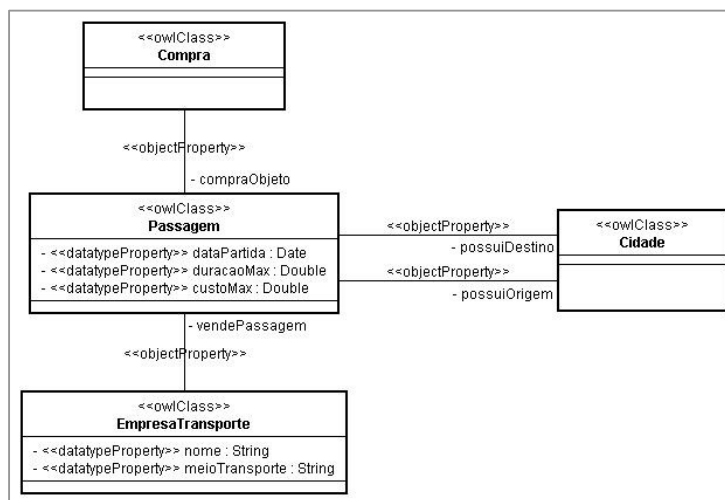 <<owlClass>>
Compra
<<objectProperty>>
- compraObjeto
<<owlClass>>
Passagem
- <<datatypeProperty>> dataPartida : Date
- <<datatypeProperty>> duracaoMax : Double
- <<datatypeProperty>> custoMax : Double
<<objectProperty>>
- possuiDestino
<<objectProperty>>
- possuiOrigem
<<owlClass>>
Cidade
- vendePassagem
<<objectProperty>>
<<owlClass>>
EmpresaTransporte
- <<datatypeProperty>> nome : String
- <<datatypeProperty>> meioTransporte : String